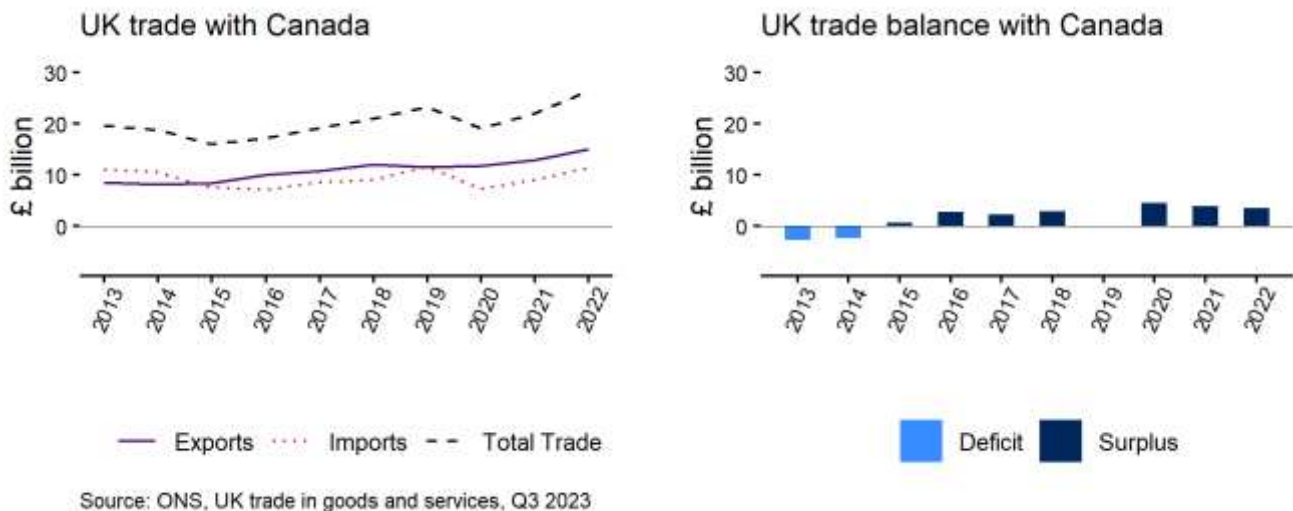 UK trade with Canada
£ billion
30
20
10
0
2013
2014
2015
2016
2017
2018
2019
2020
2021
2022
Exports
Imports
Total Trade
UK trade balance with Canada
£ billion
30
20
10
0
2013
2014
2015
2016
2017
2018
2019
2020
2021
2022
Deficit
Surplus
Source: ONS, UK trade in goods and services, Q3 2023